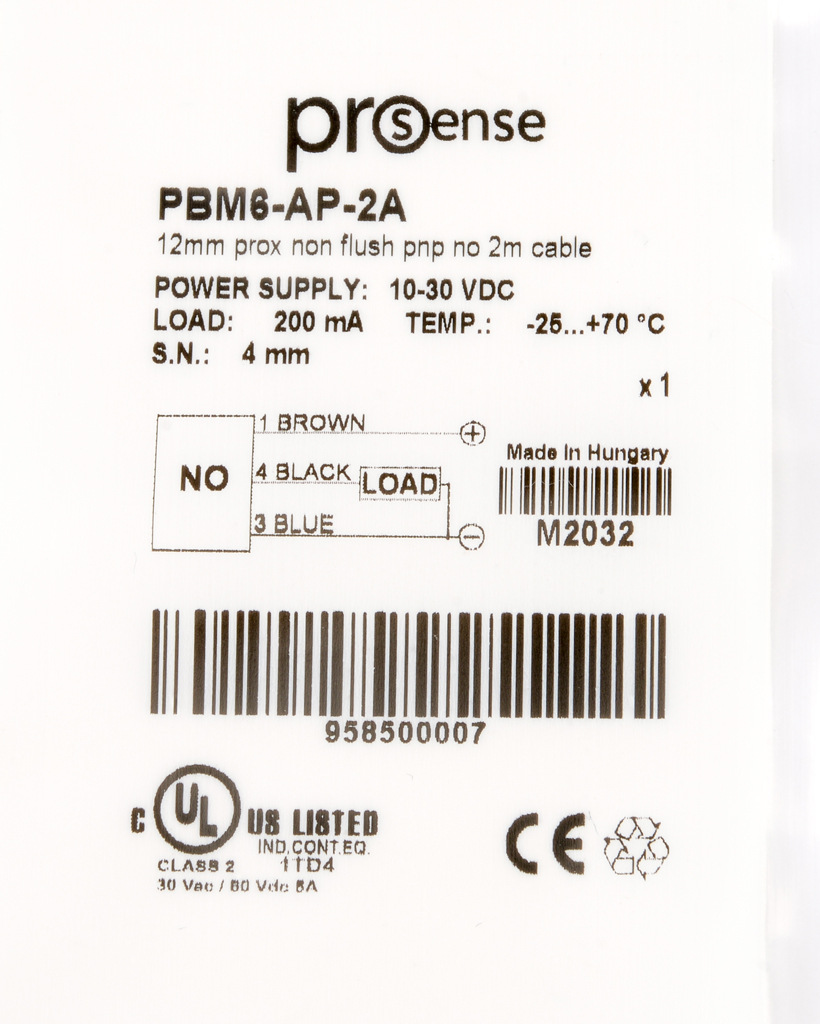 prosense
PBM6-AP-2A
12mm prox non flush pnp no 2m cable
POWER SUPPLY: 10-30 VDC
LOAD: 200 mA TEMP.: -25...+70 °C
S.N.: 4 mm
x 1
1 BROWN +
NO
4 BLACK LOAD
3 BLUE −
Made In Hungary
M2032
958500007
C UL US LISTED
IND.CONT.EQ.
CLASS 2 1TD4
30 Vac / 60 Vdc 8A
CE